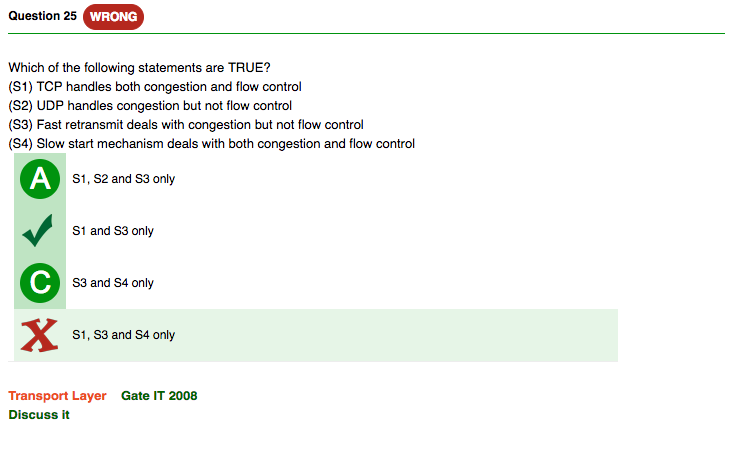 Question 25 WRONG
Which of the following statements are TRUE?
(S1) TCP handles both congestion and flow control
(S2) UDP handles congestion but not flow control
(S3) Fast retransmit deals with congestion but not flow control
(S4) Slow start mechanism deals with both congestion and flow control
A S1, S2 and S3 only
S1 and S3 only
C S3 and S4 only
X S1, S3 and S4 only
Transport Layer Gate IT 2008
Discuss it